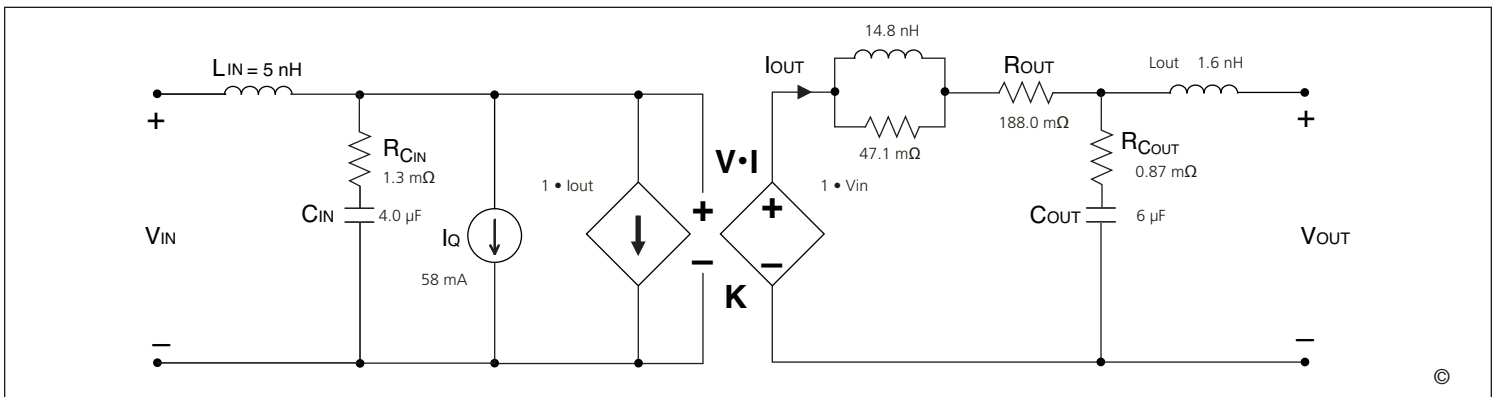 LIN = 5 nH
+
–
VIN
RCIN
1.3 mΩ
CIN
4.0 µF
IQ
58 mA
1 • Iout
+
–
V•I
K
1 • Vin
+
–
IOUT
14.8 nH
47.1 mΩ
ROUT
188.0 mΩ
Lout 1.6 nH
RCOUT
0.87 mΩ
COUT
6 µF
+
–
VOUT
©